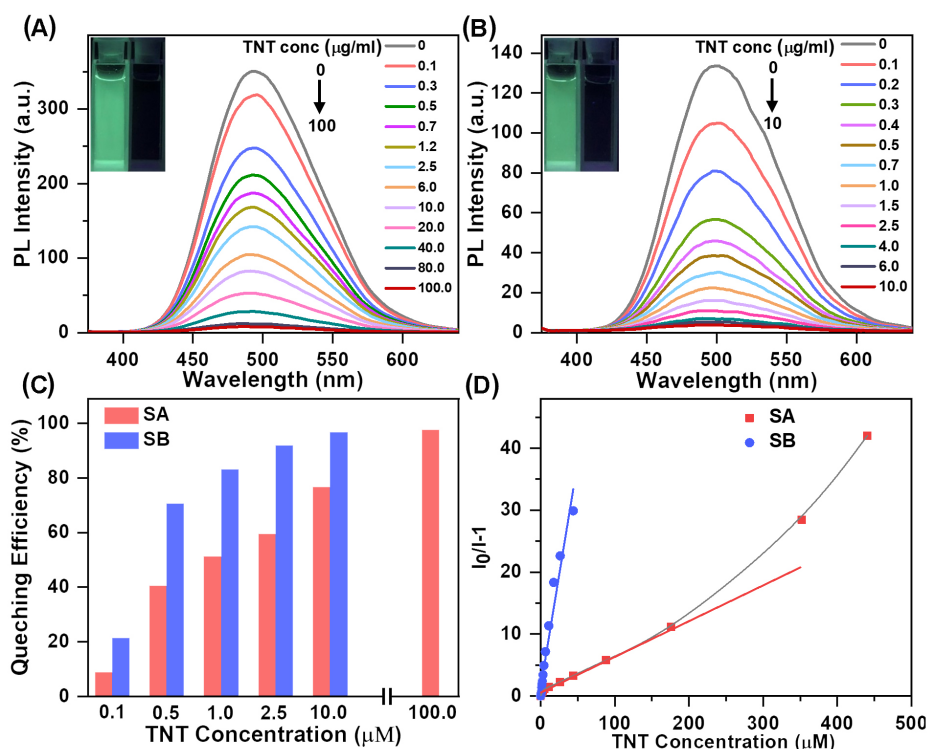 (A)
TNT conc (μg/ml)
0
100
0
0.1
0.3
0.5
0.7
1.2
2.5
6.0
10.0
20.0
40.0
80.0
100.0
PL Intensity (a.u.)
300
200
100
0
400 450 500 550 600
Wavelength (nm)
(B)
TNT conc (μg/ml)
0
10
0
0.1
0.2
0.3
0.4
0.5
0.7
1.0
1.5
2.5
4.0
6.0
10.0
PL Intensity (a.u.)
140
120
100
80
60
40
20
0
400 450 500 550 600
Wavelength (nm)
(C)
SA
SB
Queching Efficiency (%)
100
80
60
40
20
0
0.1 0.5 1.0 2.5 10.0 100.0
TNT Concentration (μM)
(D)
SA
SB
I0/I-1
40
30
20
10
0
0 100 200 300 400 500
TNT Concentration (μM)